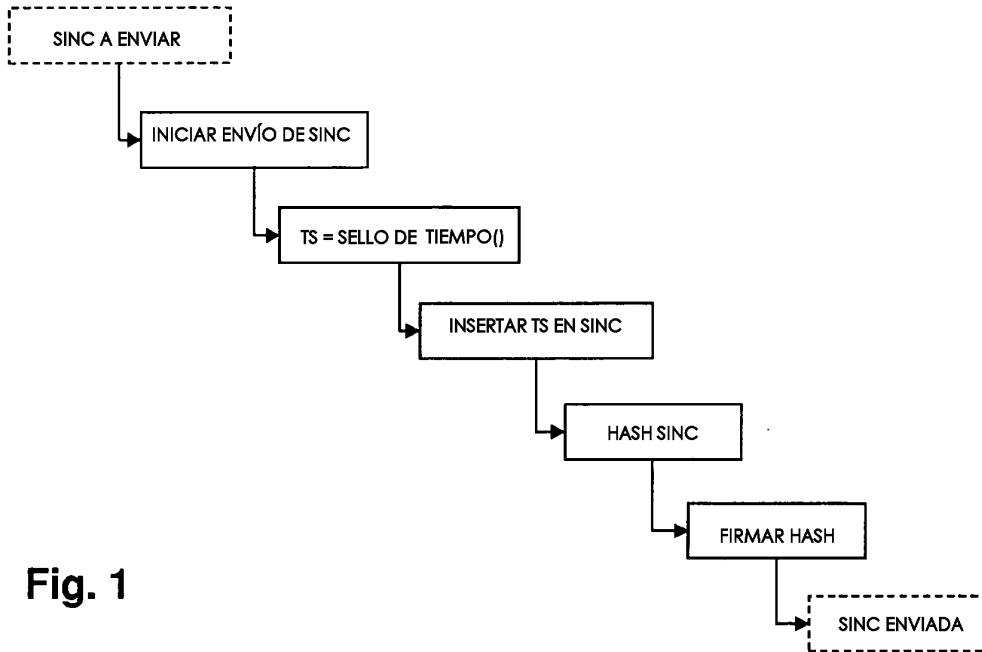 SINC A ENVIAR
INICIAR ENVÍO DE SINC
TS = SELLO DE TIEMPO()
INSERTAR TS EN SINC
HASH SINC
FIRMAR HASH
SINC ENVIADA
Fig. 1